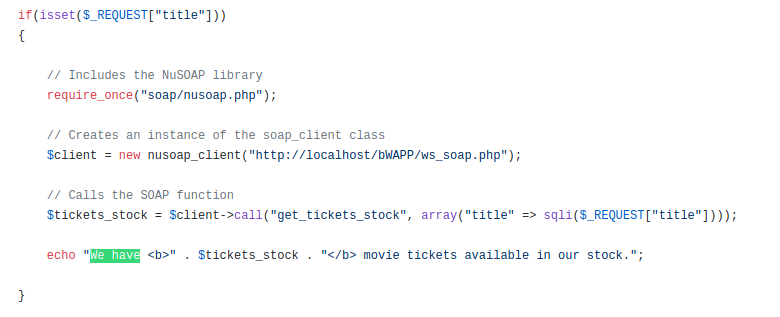 if(isset($_REQUEST["title"]))
{
// Includes the NuSOAP library
require_once("soap/nusoap.php");
// Creates an instance of the soap_client class
$client = new nusoap_client("http://localhost/bWAPP/ws_soap.php");
// Calls the SOAP function
$tickets_stock = $client->call("get_tickets_stock", array("title" => sqli($_REQUEST["title"])));
echo "We have <b>" . $tickets_stock . "</b> movie tickets available in our stock.";
}